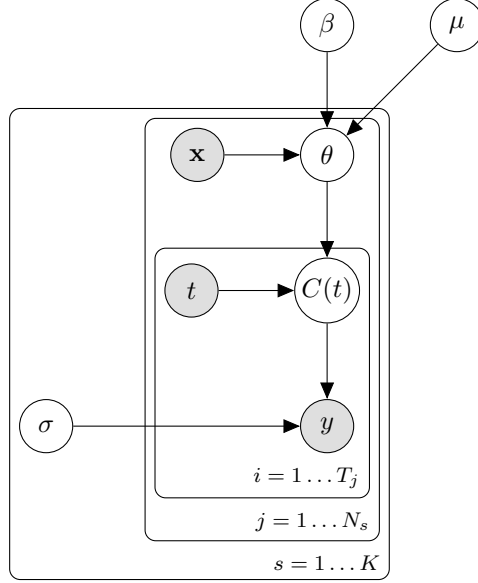 β μ
x θ
t C(t)
σ y
i = 1 … T_j
j = 1 … N_s
s = 1 … K